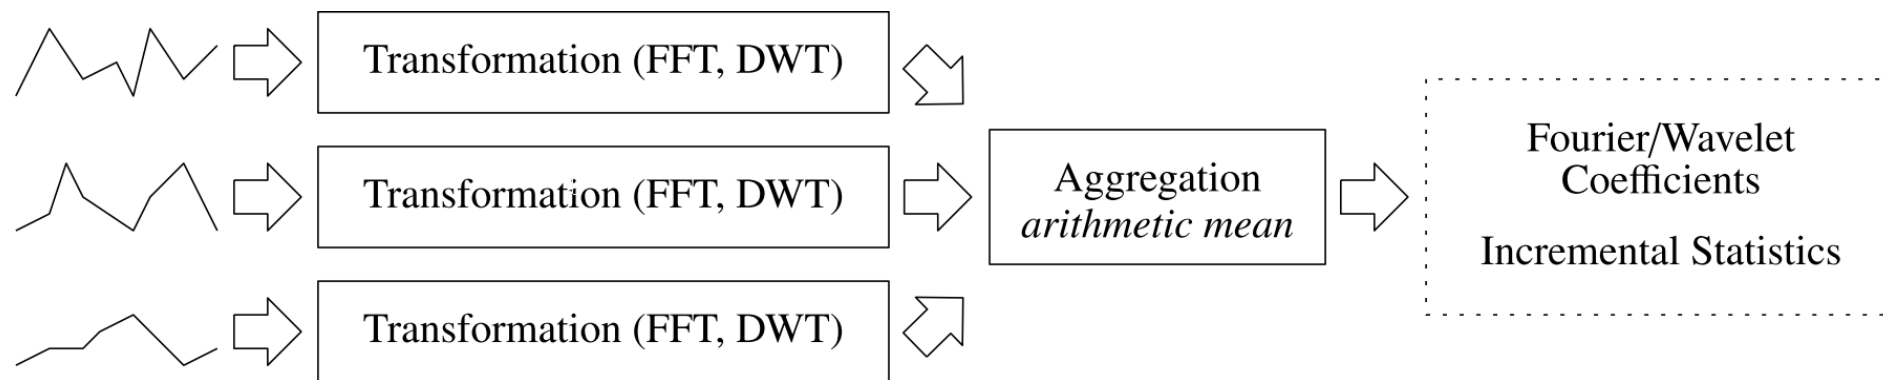 Transformation (FFT, DWT)
Transformation (FFT, DWT)
Transformation (FFT, DWT)
Aggregation
arithmetic mean
Fourier/Wavelet
Coefficients
Incremental Statistics